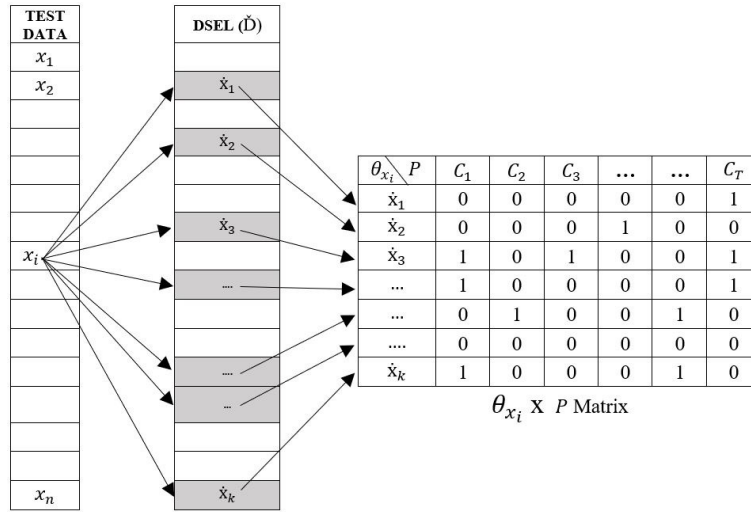 TEST
DATA
x₁
x₂
xᵢ
xₙ
DSEL (Ď)
ẋ₁
ẋ₂
ẋ₃
....
....
...
ẋₖ
θₓᵢ \ P C₁ C₂ C₃ ... ... C_T
ẋ₁ 0 0 0 0 0 1
ẋ₂ 0 0 0 1 0 0
ẋ₃ 1 0 1 0 0 1
... 1 0 0 0 0 1
... 0 1 0 0 1 0
.... 0 0 0 0 0 0
ẋₖ 1 0 0 0 1 0
θₓᵢ X P Matrix